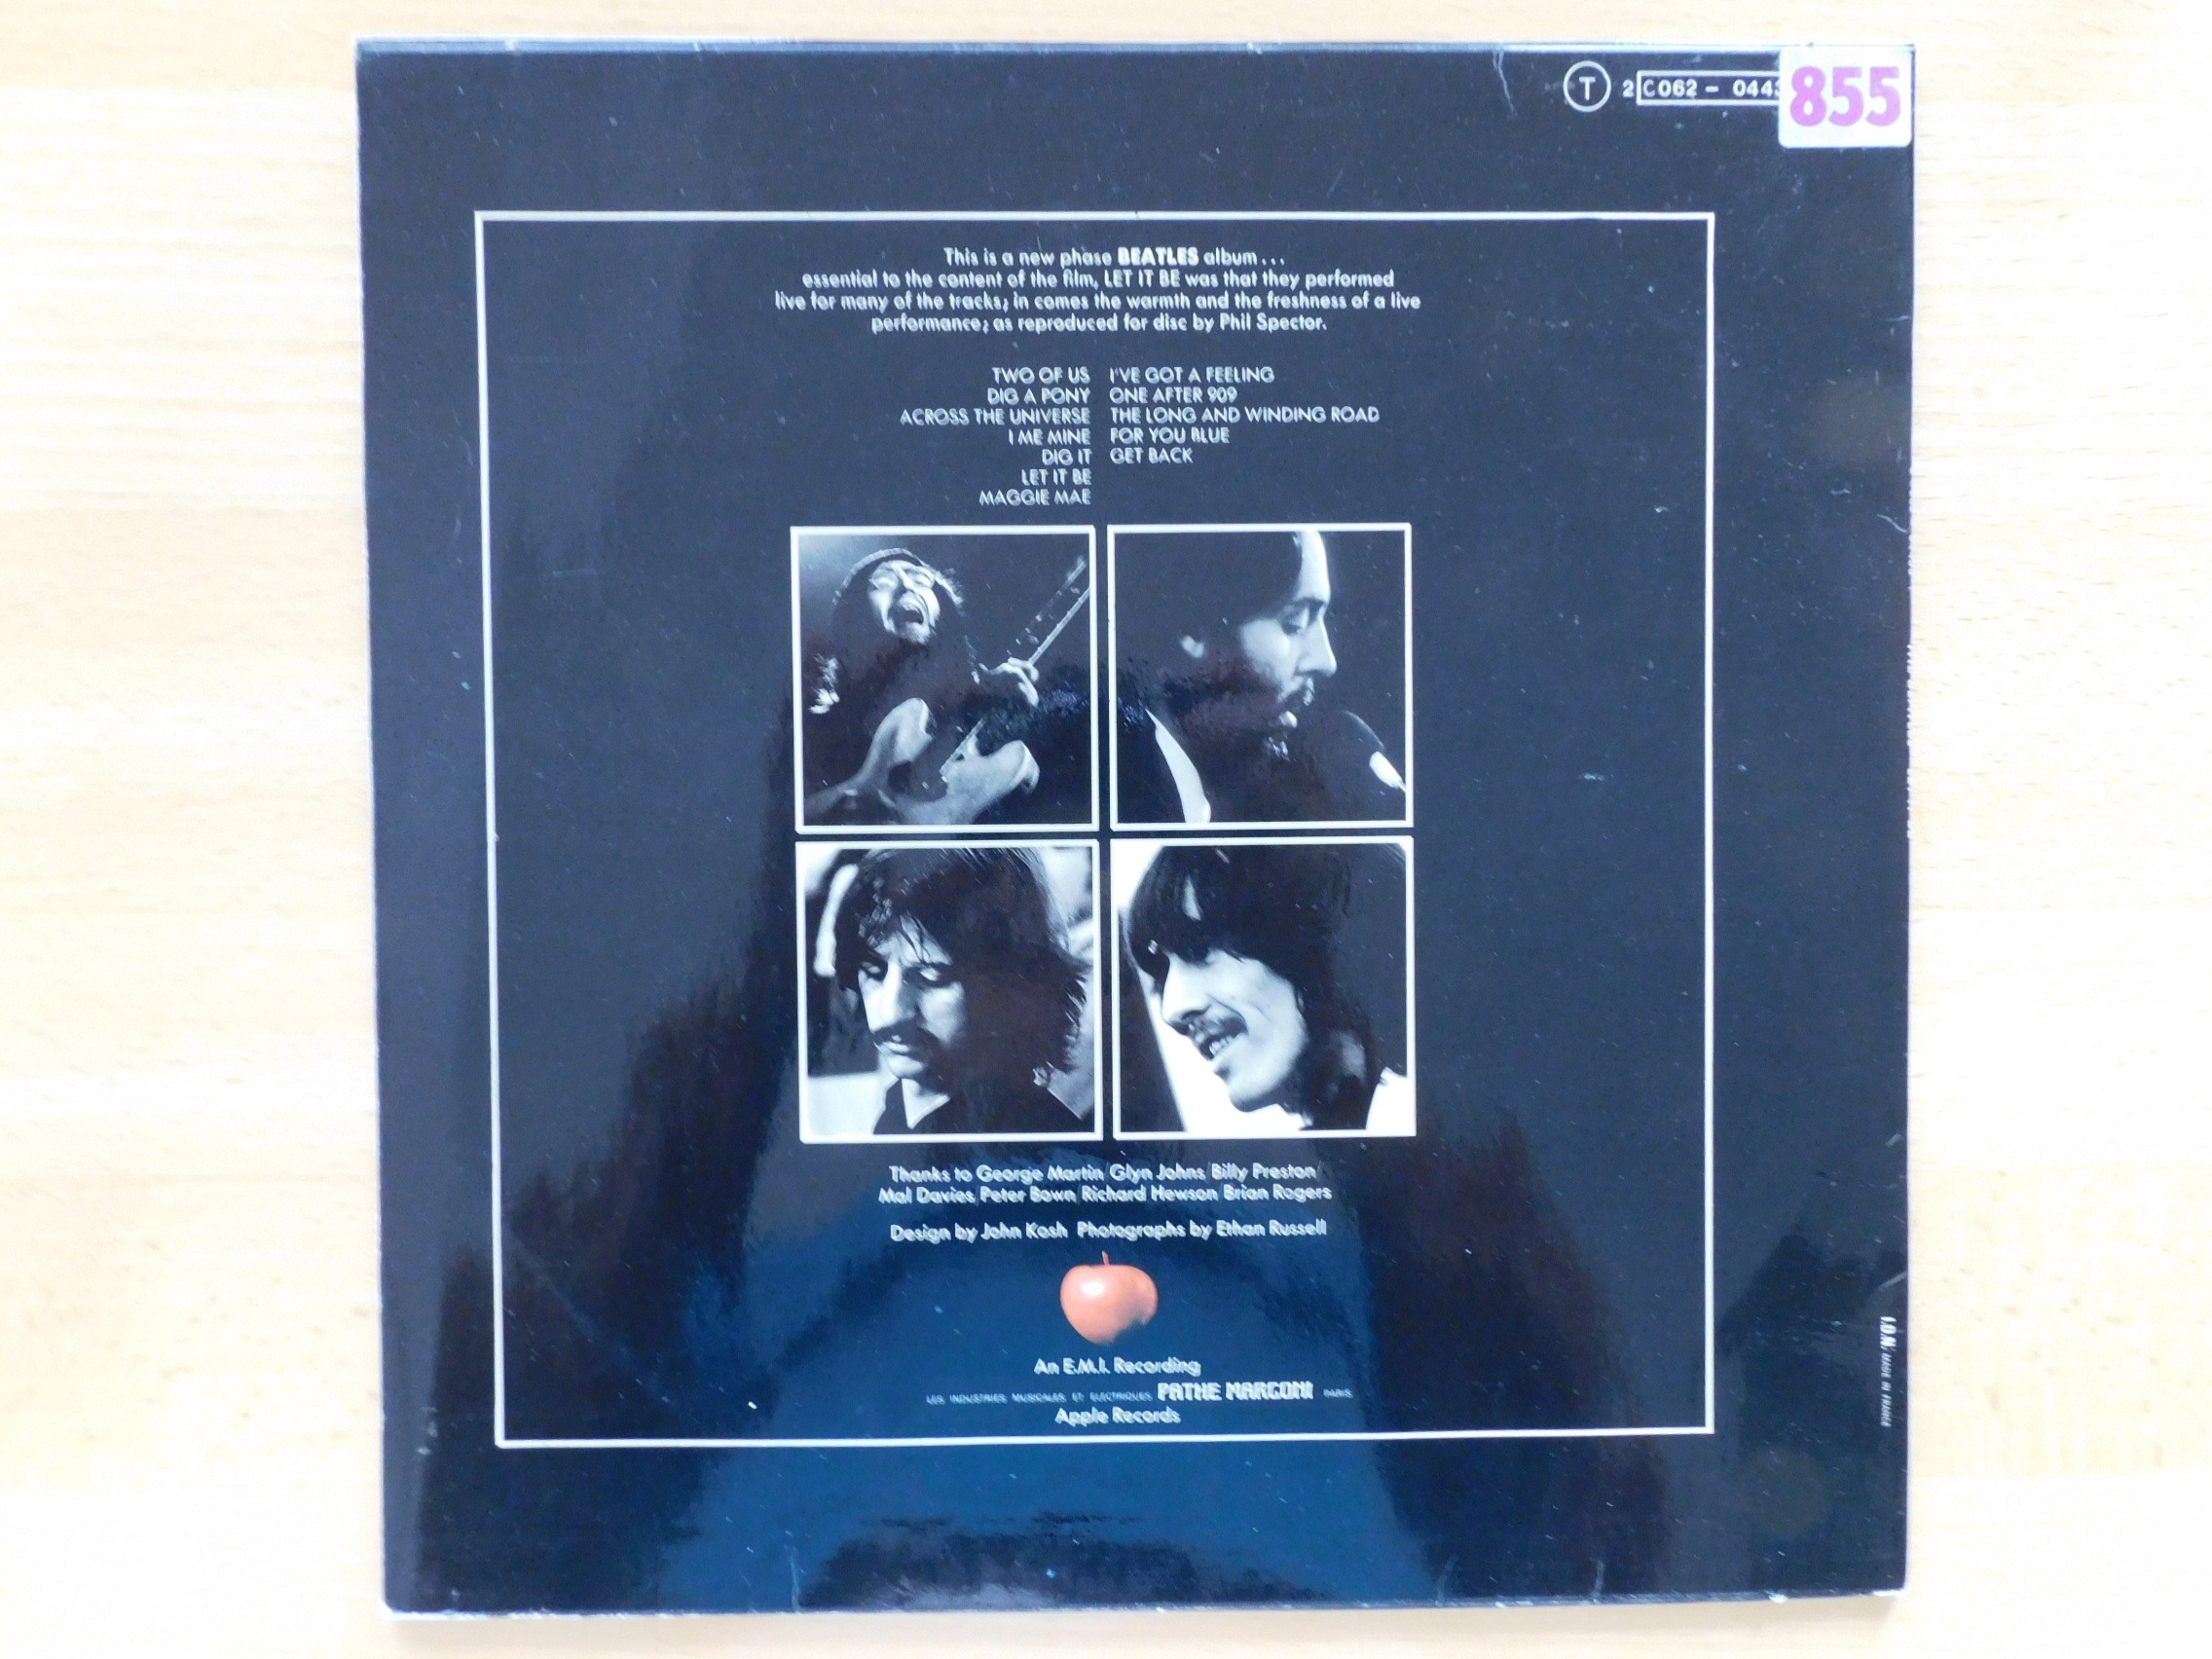 T 2 C 062 - 044
855
This is a new phase BEATLES album...
essential to the content of the film, LET IT BE was that they performed
live for many of the tracks; in comes the warmth and the freshness of a live
performance; as reproduced for disc by Phil Spector.
TWO OF US
DIG A PONY
ACROSS THE UNIVERSE
I ME MINE
DIG IT
LET IT BE
MAGGIE MAE
I'VE GOT A FEELING
ONE AFTER 909
THE LONG AND WINDING ROAD
FOR YOU BLUE
GET BACK
Thanks to George Martin/Glyn Johns/Billy Preston/
Mal Davies/Peter Bown/Richard Hewson/Brian Rogers
Design by John Kosh Photographs by Ethan Russell
An E.M.I. Recording
LES INDUSTRIES MUSICALES ET ELECTRIQUES PATHE MARCONI PARIS
Apple Records
I.D.N. MADE IN FRANCE